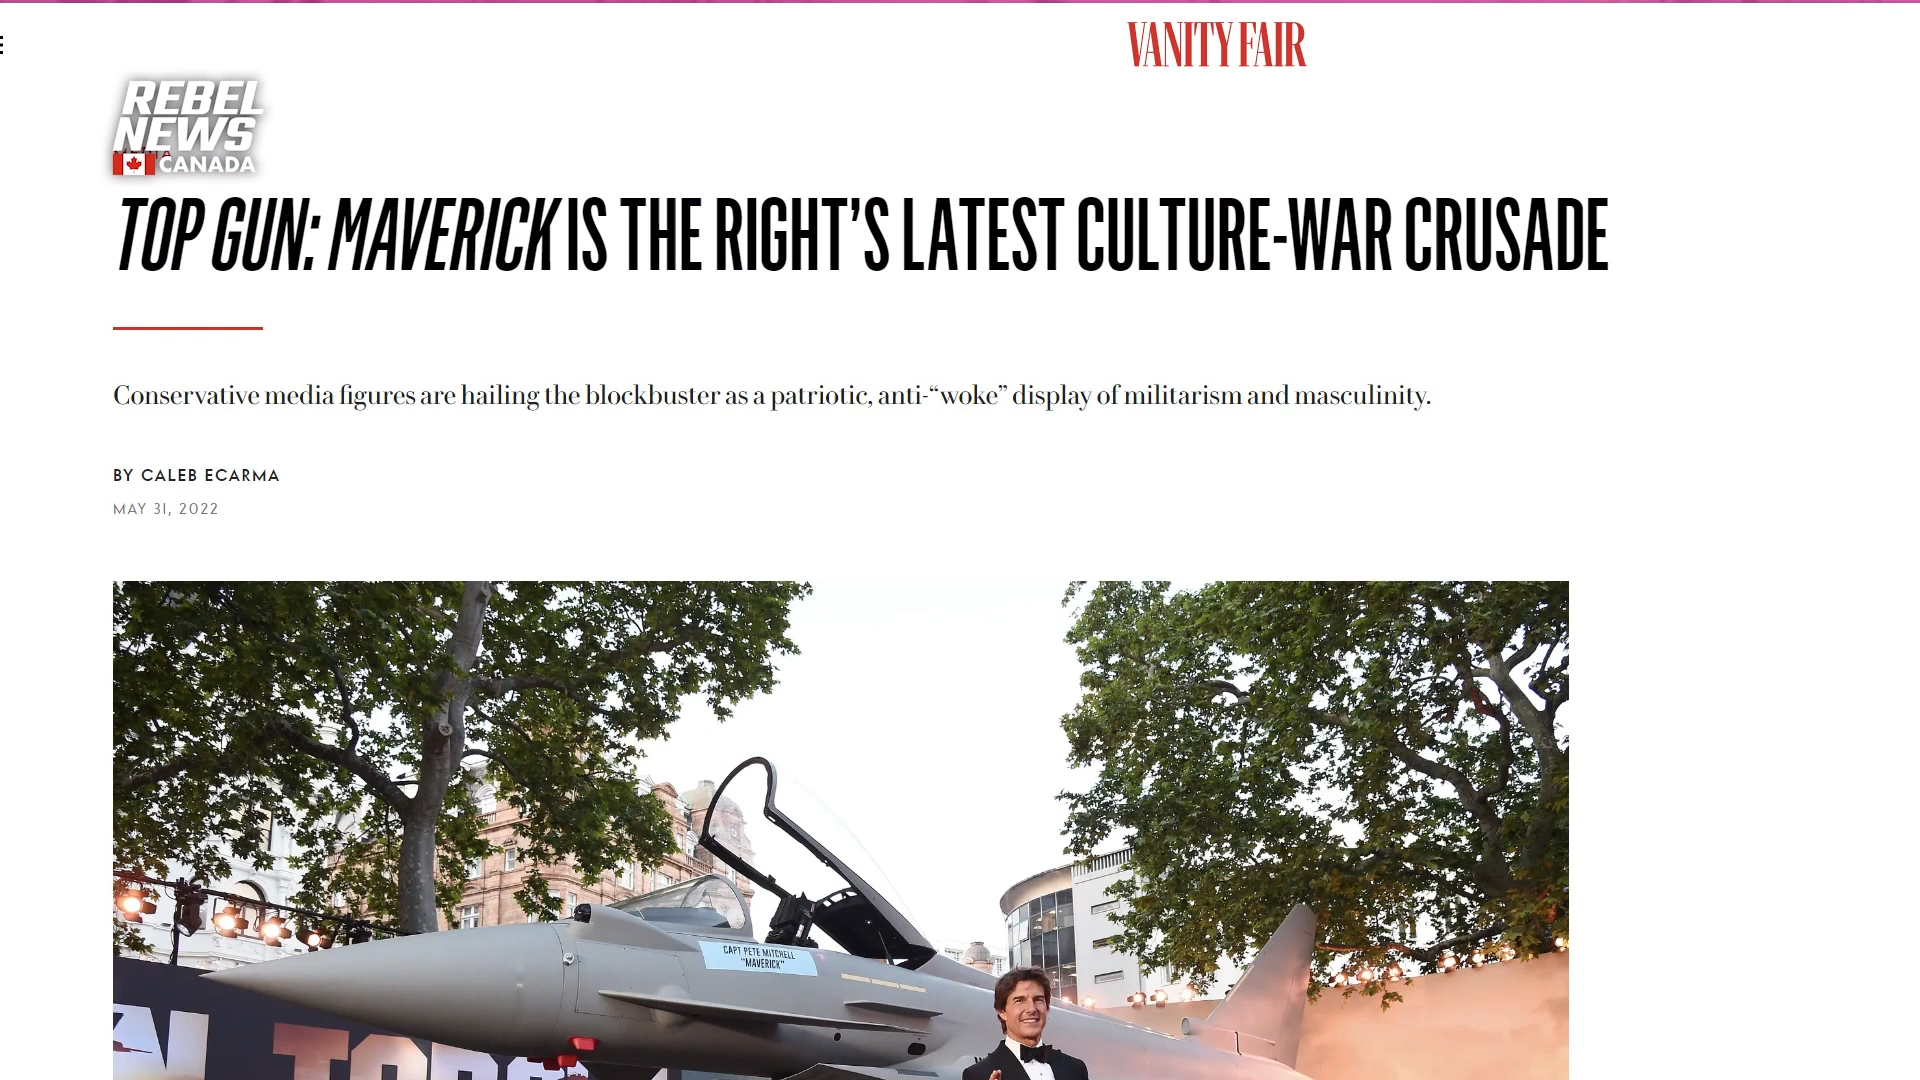 VANITY FAIR
REBEL
NEWS
CANADA
TOP GUN: MAVERICK IS THE RIGHT’S LATEST CULTURE-WAR CRUSADE
Conservative media figures are hailing the blockbuster as a patriotic, anti-“woke” display of militarism and masculinity.
BY CALEB ECARMA
MAY 31, 2022
CAPT PETE MITCHELL
"MAVERICK"